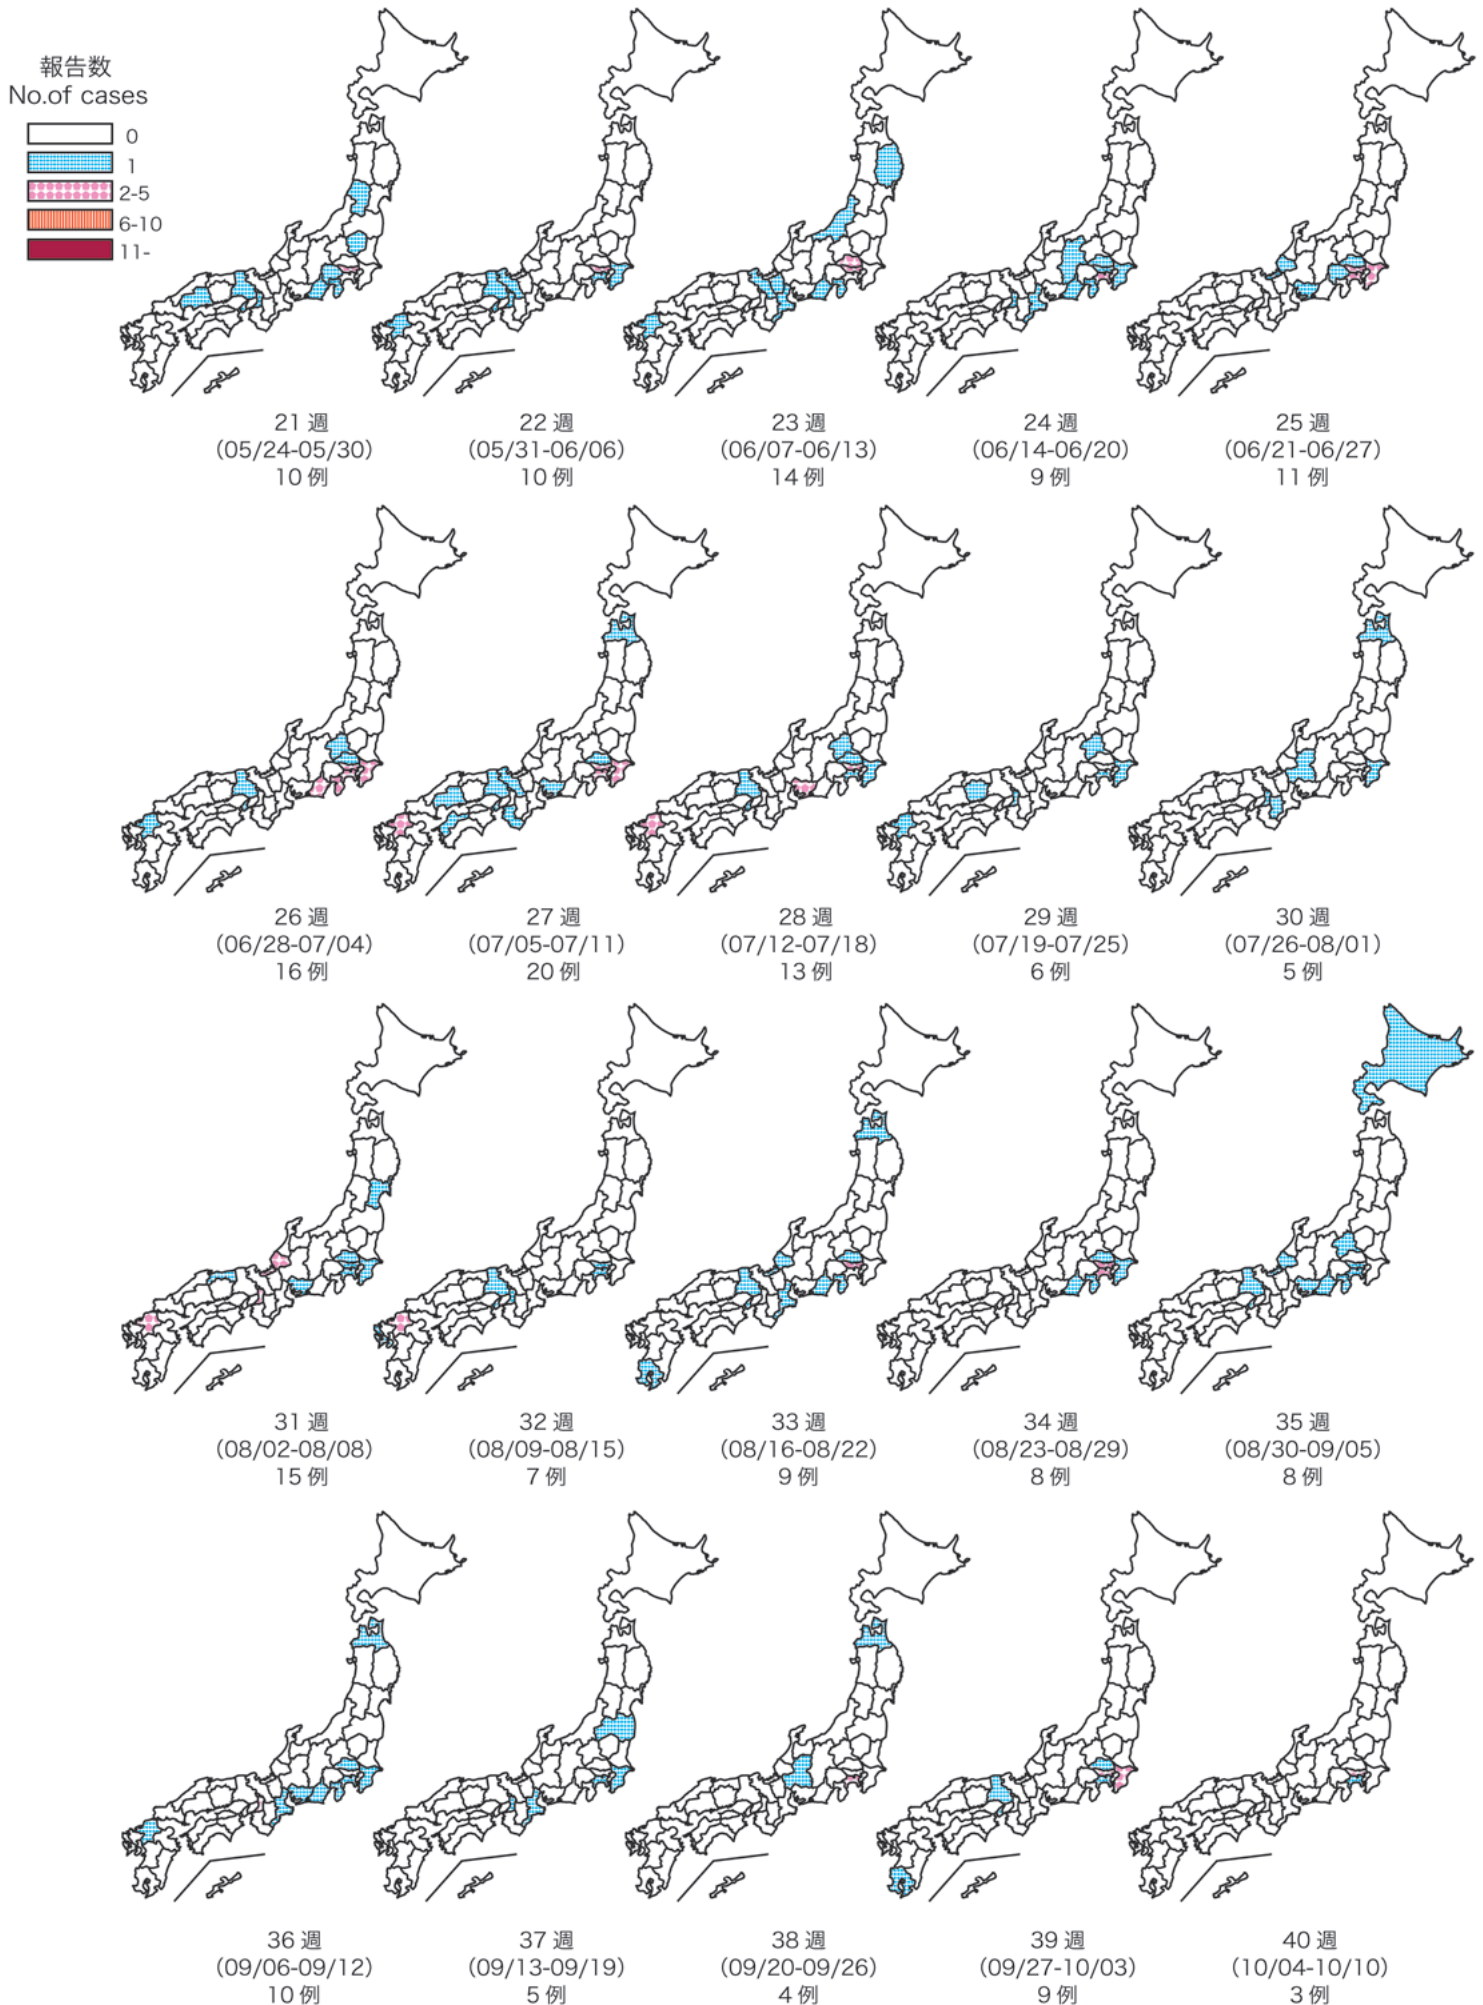 報告数
No.of cases
0
1
2-5
6-10
11-
21 週
(05/24-05/30)
10 例
22 週
(05/31-06/06)
10 例
23 週
(06/07-06/13)
14 例
24 週
(06/14-06/20)
9 例
25 週
(06/21-06/27)
11 例
26 週
(06/28-07/04)
16 例
27 週
(07/05-07/11)
20 例
28 週
(07/12-07/18)
13 例
29 週
(07/19-07/25)
6 例
30 週
(07/26-08/01)
5 例
31 週
(08/02-08/08)
15 例
32 週
(08/09-08/15)
7 例
33 週
(08/16-08/22)
9 例
34 週
(08/23-08/29)
8 例
35 週
(08/30-09/05)
8 例
36 週
(09/06-09/12)
10 例
37 週
(09/13-09/19)
5 例
38 週
(09/20-09/26)
4 例
39 週
(09/27-10/03)
9 例
40 週
(10/04-10/10)
3 例